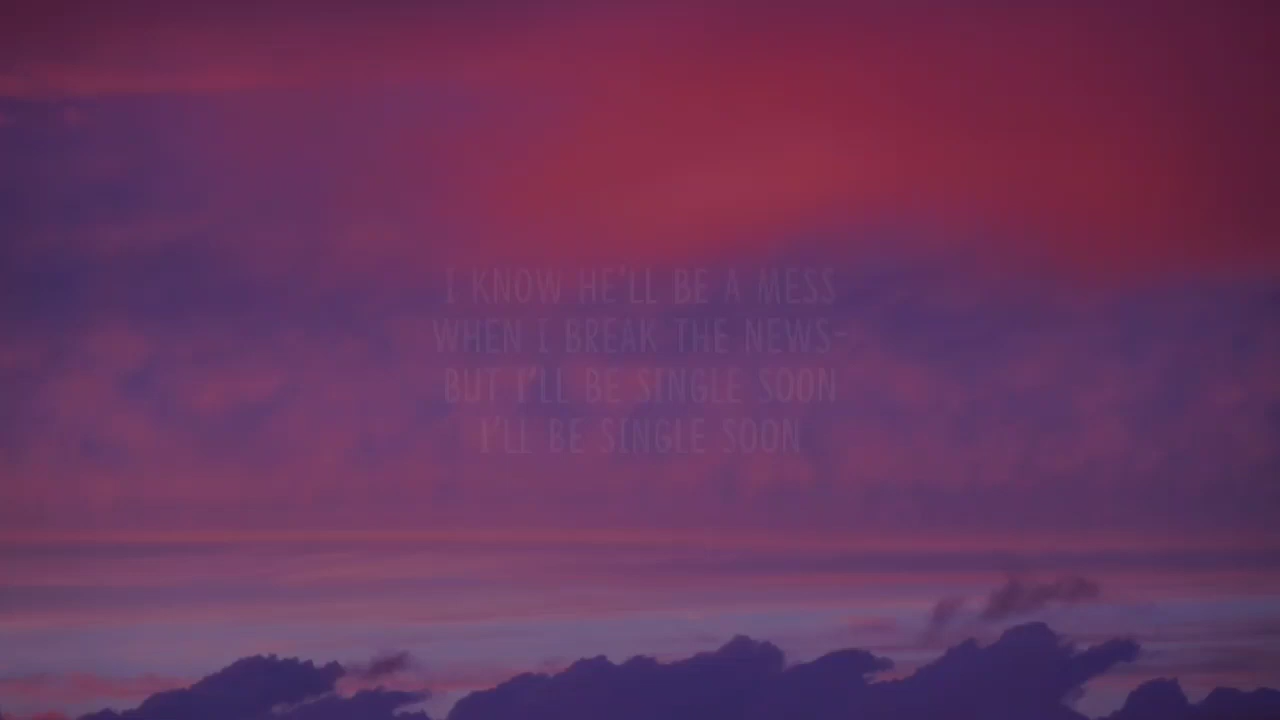 I KNOW HE'LL BE A MESS
WHEN I BREAK THE NEWS-
BUT I'LL BE SINGLE SOON
I'LL BE SINGLE SOON